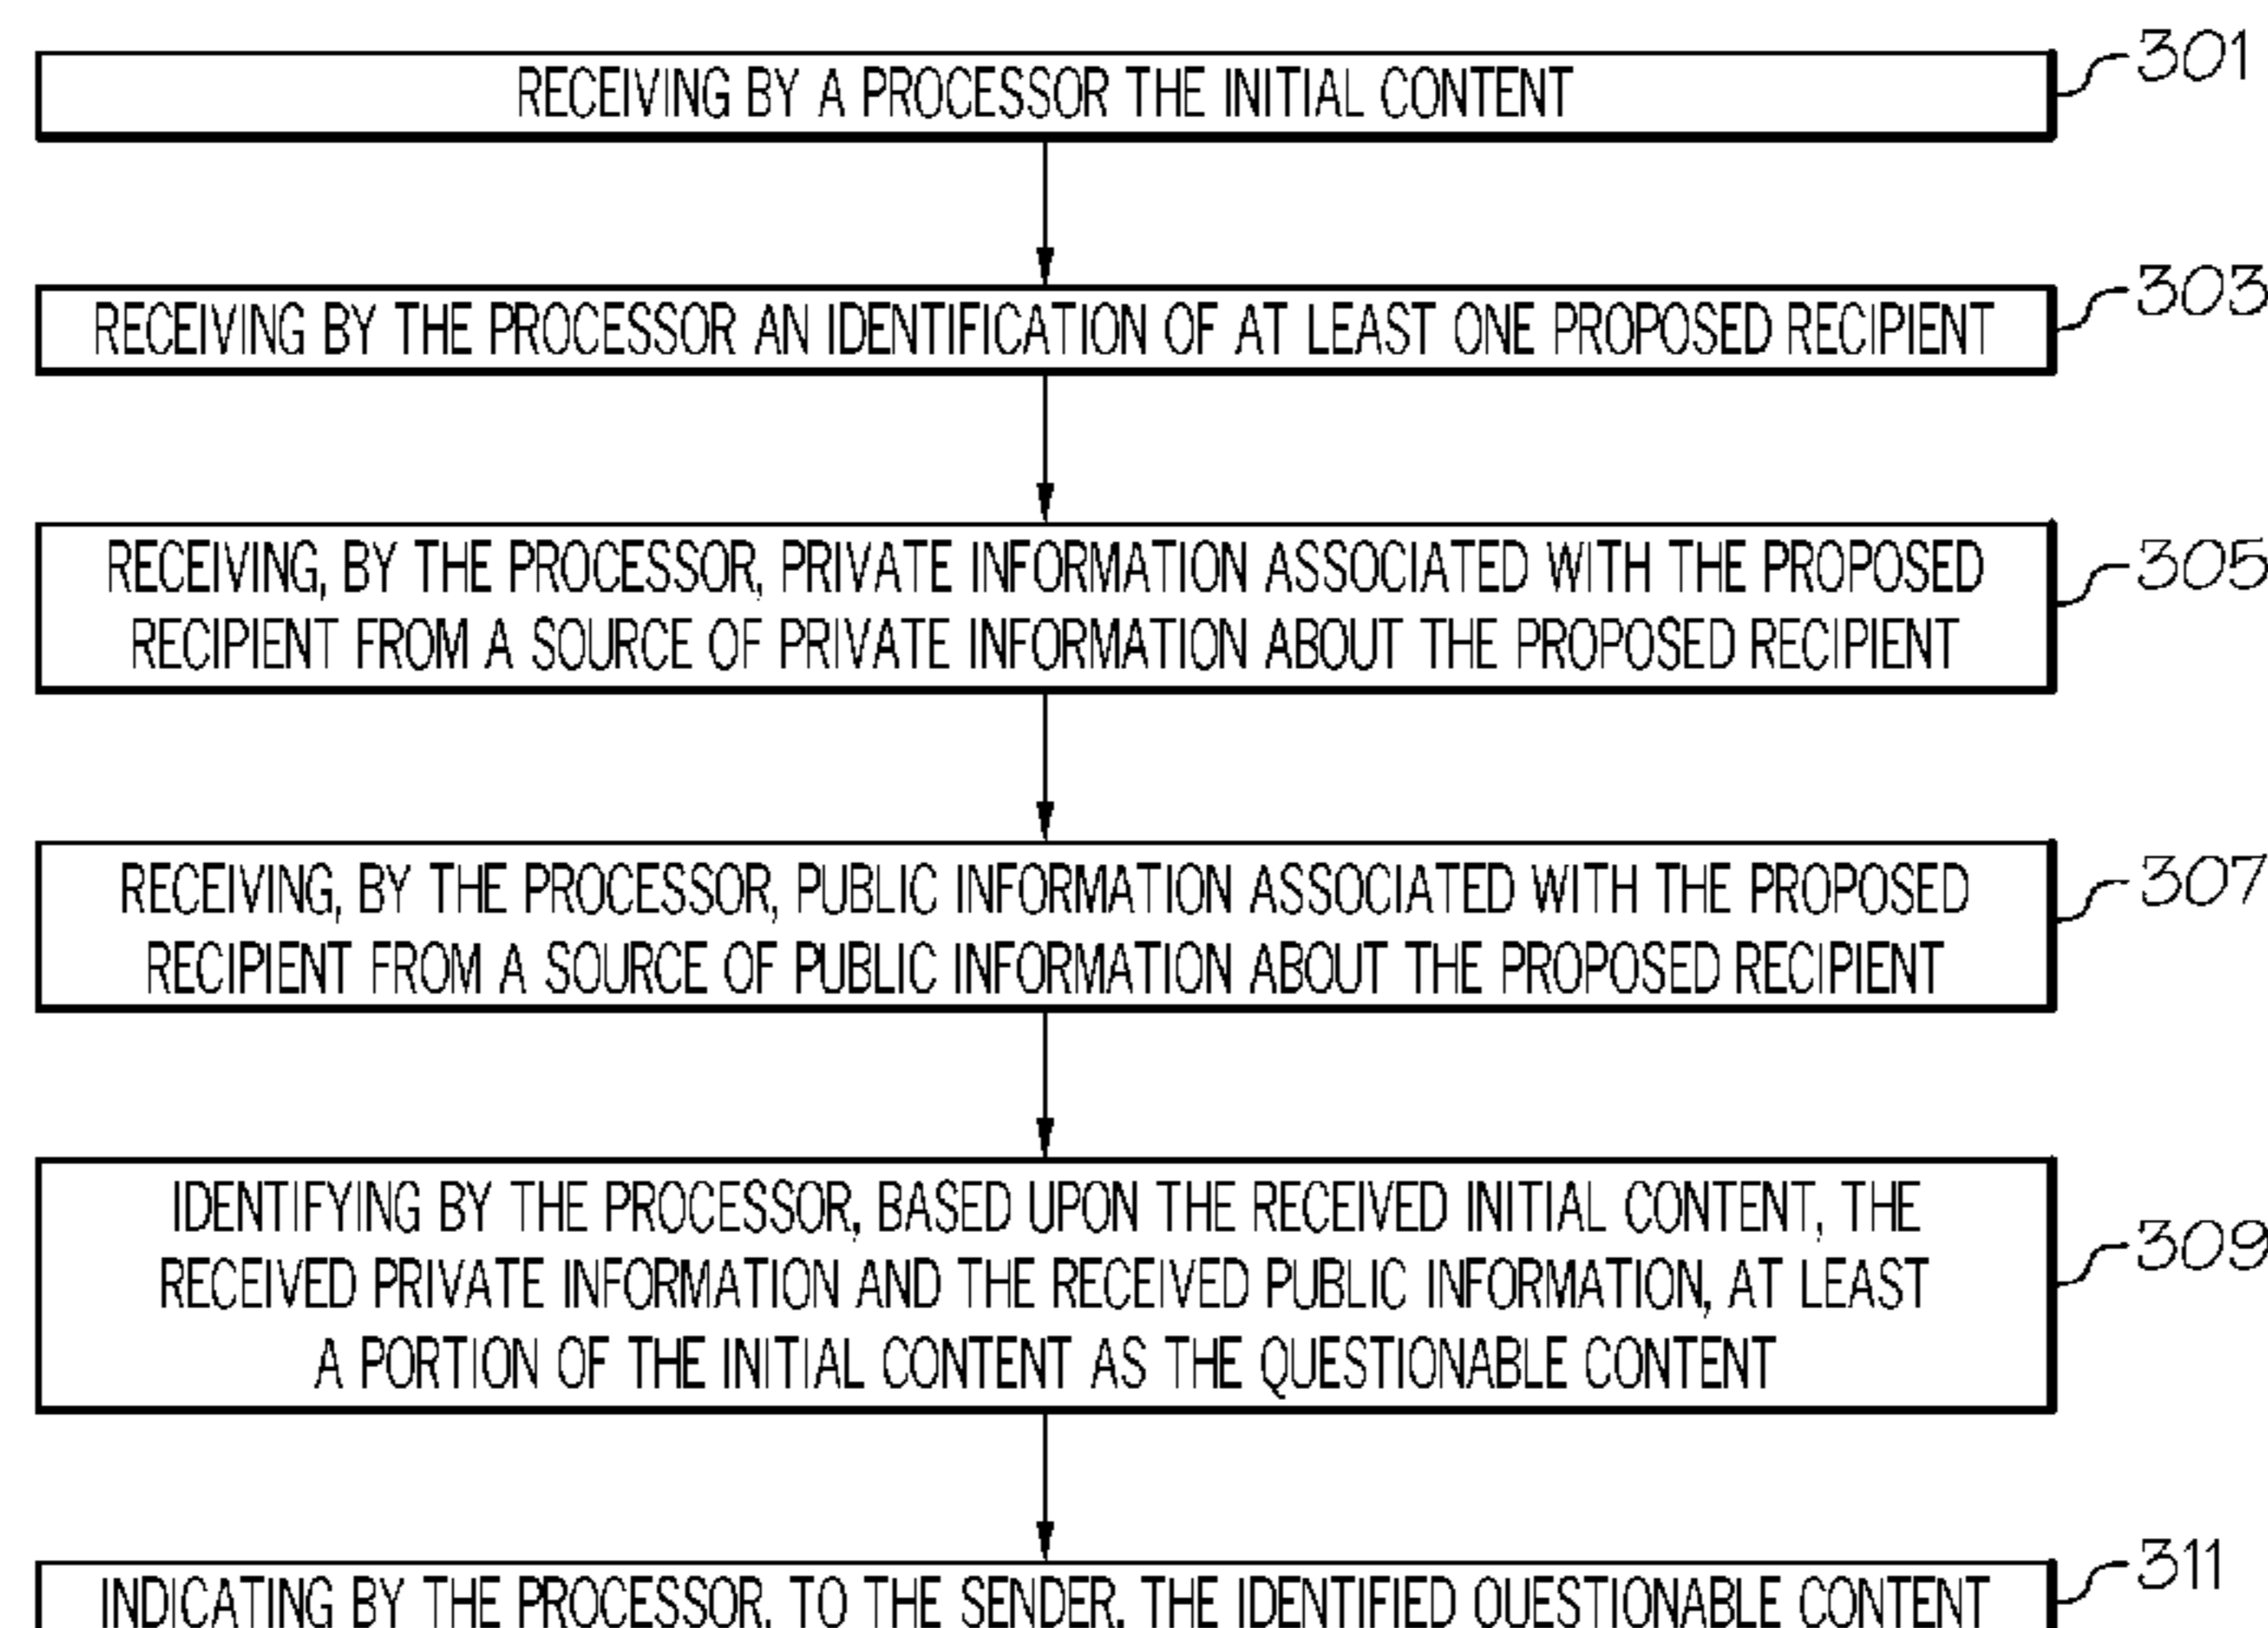 RECEIVING BY A PROCESSOR THE INITIAL CONTENT
301
RECEIVING BY THE PROCESSOR AN IDENTIFICATION OF AT LEAST ONE PROPOSED RECIPIENT
303
RECEIVING, BY THE PROCESSOR, PRIVATE INFORMATION ASSOCIATED WITH THE PROPOSED
RECIPIENT FROM A SOURCE OF PRIVATE INFORMATION ABOUT THE PROPOSED RECIPIENT
305
RECEIVING, BY THE PROCESSOR, PUBLIC INFORMATION ASSOCIATED WITH THE PROPOSED
RECIPIENT FROM A SOURCE OF PUBLIC INFORMATION ABOUT THE PROPOSED RECIPIENT
307
IDENTIFYING BY THE PROCESSOR, BASED UPON THE RECEIVED INITIAL CONTENT, THE
RECEIVED PRIVATE INFORMATION AND THE RECEIVED PUBLIC INFORMATION, AT LEAST
A PORTION OF THE INITIAL CONTENT AS THE QUESTIONABLE CONTENT
309
INDICATING BY THE PROCESSOR, TO THE SENDER, THE IDENTIFIED QUESTIONABLE CONTENT
311